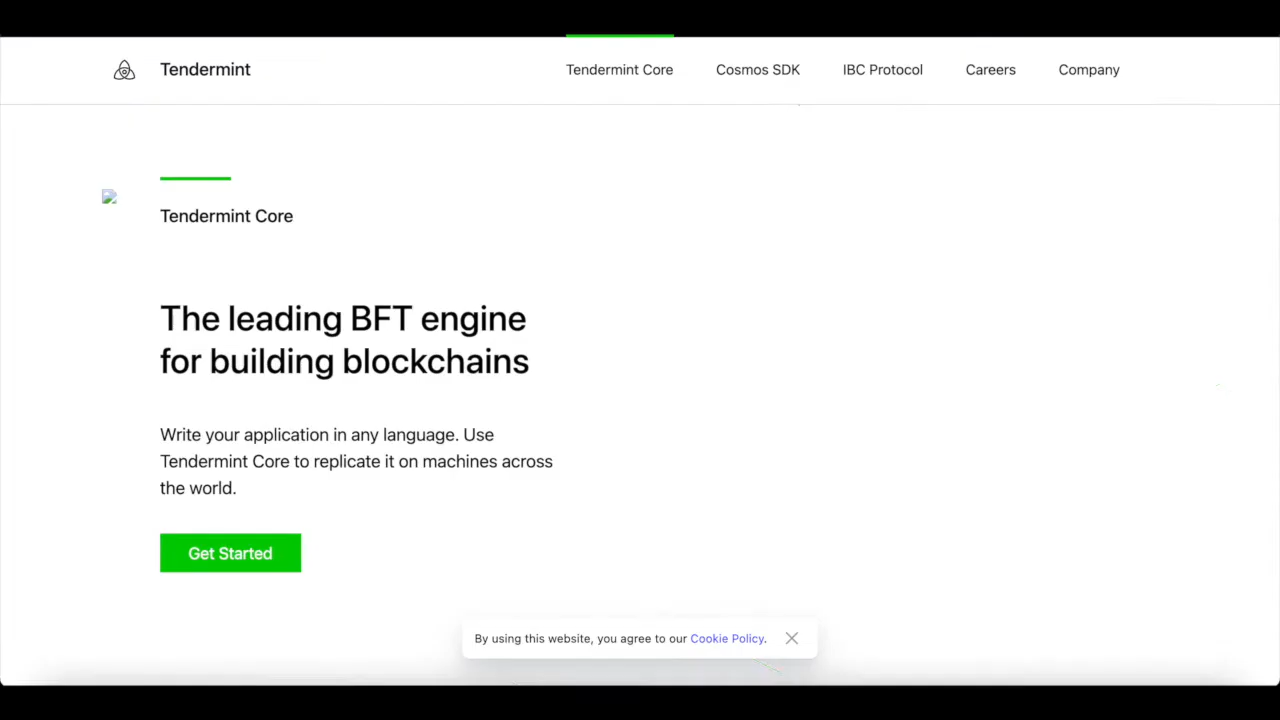 Tendermint
Tendermint Core
Cosmos SDK
IBC Protocol
Careers
Company
Tendermint Core
The leading BFT engine
for building blockchains
Write your application in any language. Use
Tendermint Core to replicate it on machines across
the world.
Get Started
By using this website, you agree to our Cookie Policy.